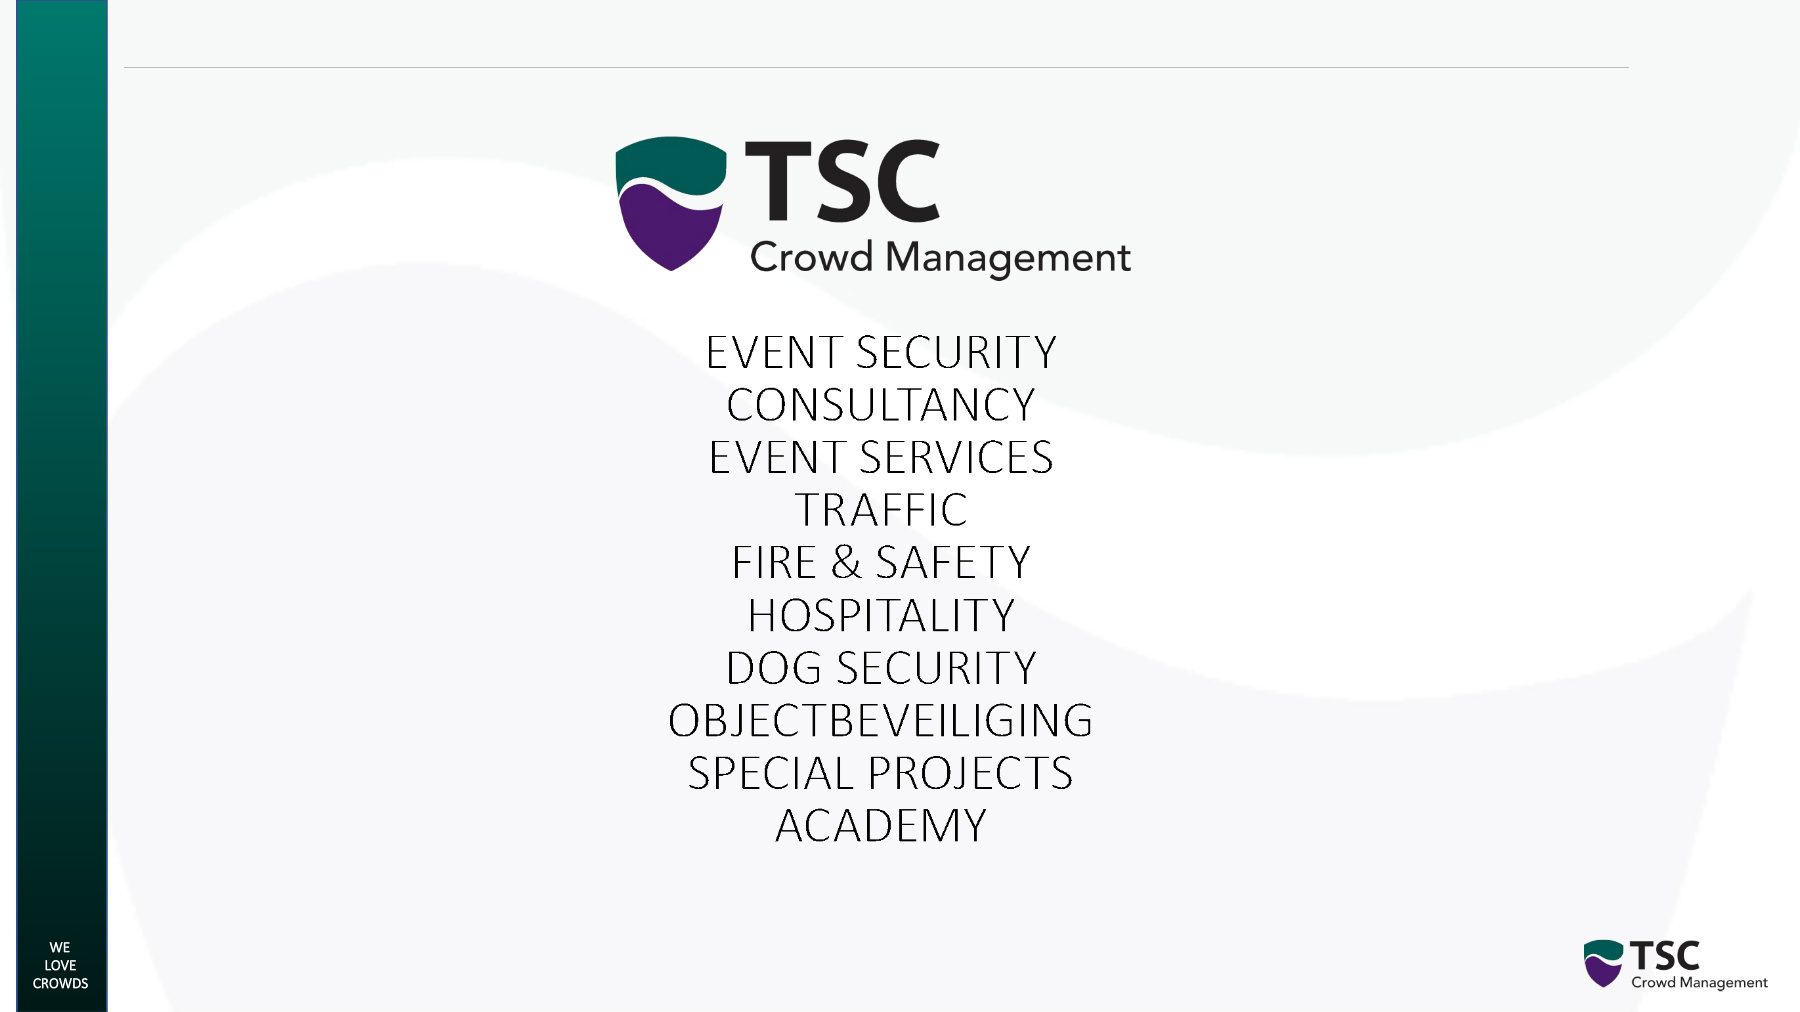 TSC
Crowd Management
EVENT SECURITY
CONSULTANCY
EVENT SERVICES
TRAFFIC
FIRE & SAFETY
HOSPITALITY
DOG SECURITY
OBJECTBEVEILIGING
SPECIAL PROJECTS
ACADEMY
WE
LOVE
CROWDS
TSC
Crowd Management